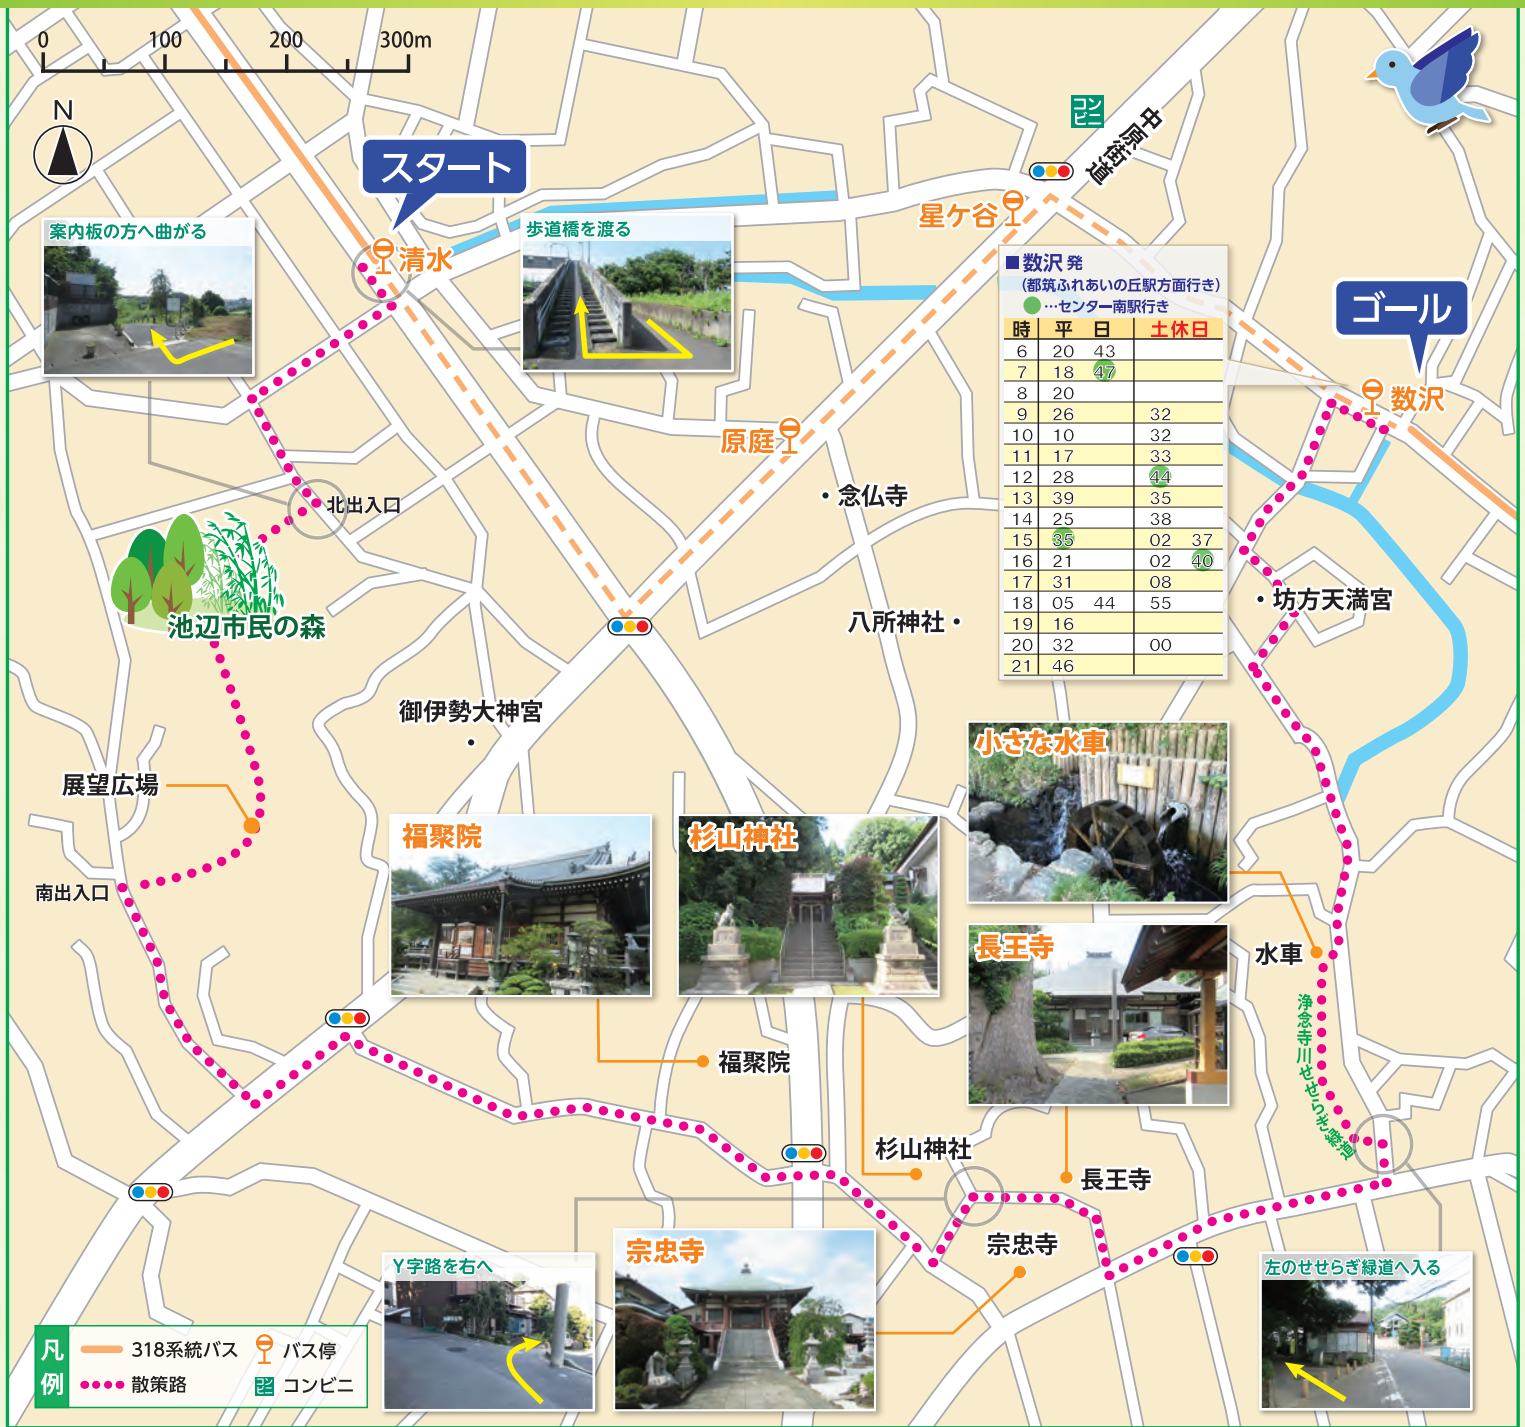 0 100 200 300m
N
スタート
コンビニ
中原街道
星ケ谷
案内板の方へ曲がる
清水
歩道橋を渡る
■数沢 発
(都筑ふれあいの丘駅方面行き)
…センター南駅行き
時 平 日 土休日
6 20 43
7 18 47
8 20
9 26 32
10 10 32
11 17 33
12 28 44
13 39 35
14 25 38
15 35 02 37
16 21 02 40
17 31 08
18 05 44 55
19 16
20 32 00
21 46
ゴール
数沢
原庭
・念仏寺
北出入口
池辺市民の森
八所神社・
・坊方天満宮
御伊勢大神宮
・
展望広場
南出入口
福聚院
杉山神社
小さな水車
長王寺
水車
浄念寺川せせらぎ緑道
福聚院
杉山神社
長王寺
宗忠寺
Y字路を右へ
宗忠寺
左のせせらぎ緑道へ入る
凡例
318系統バス
バス停
散策路
コンビニ
コンビニ